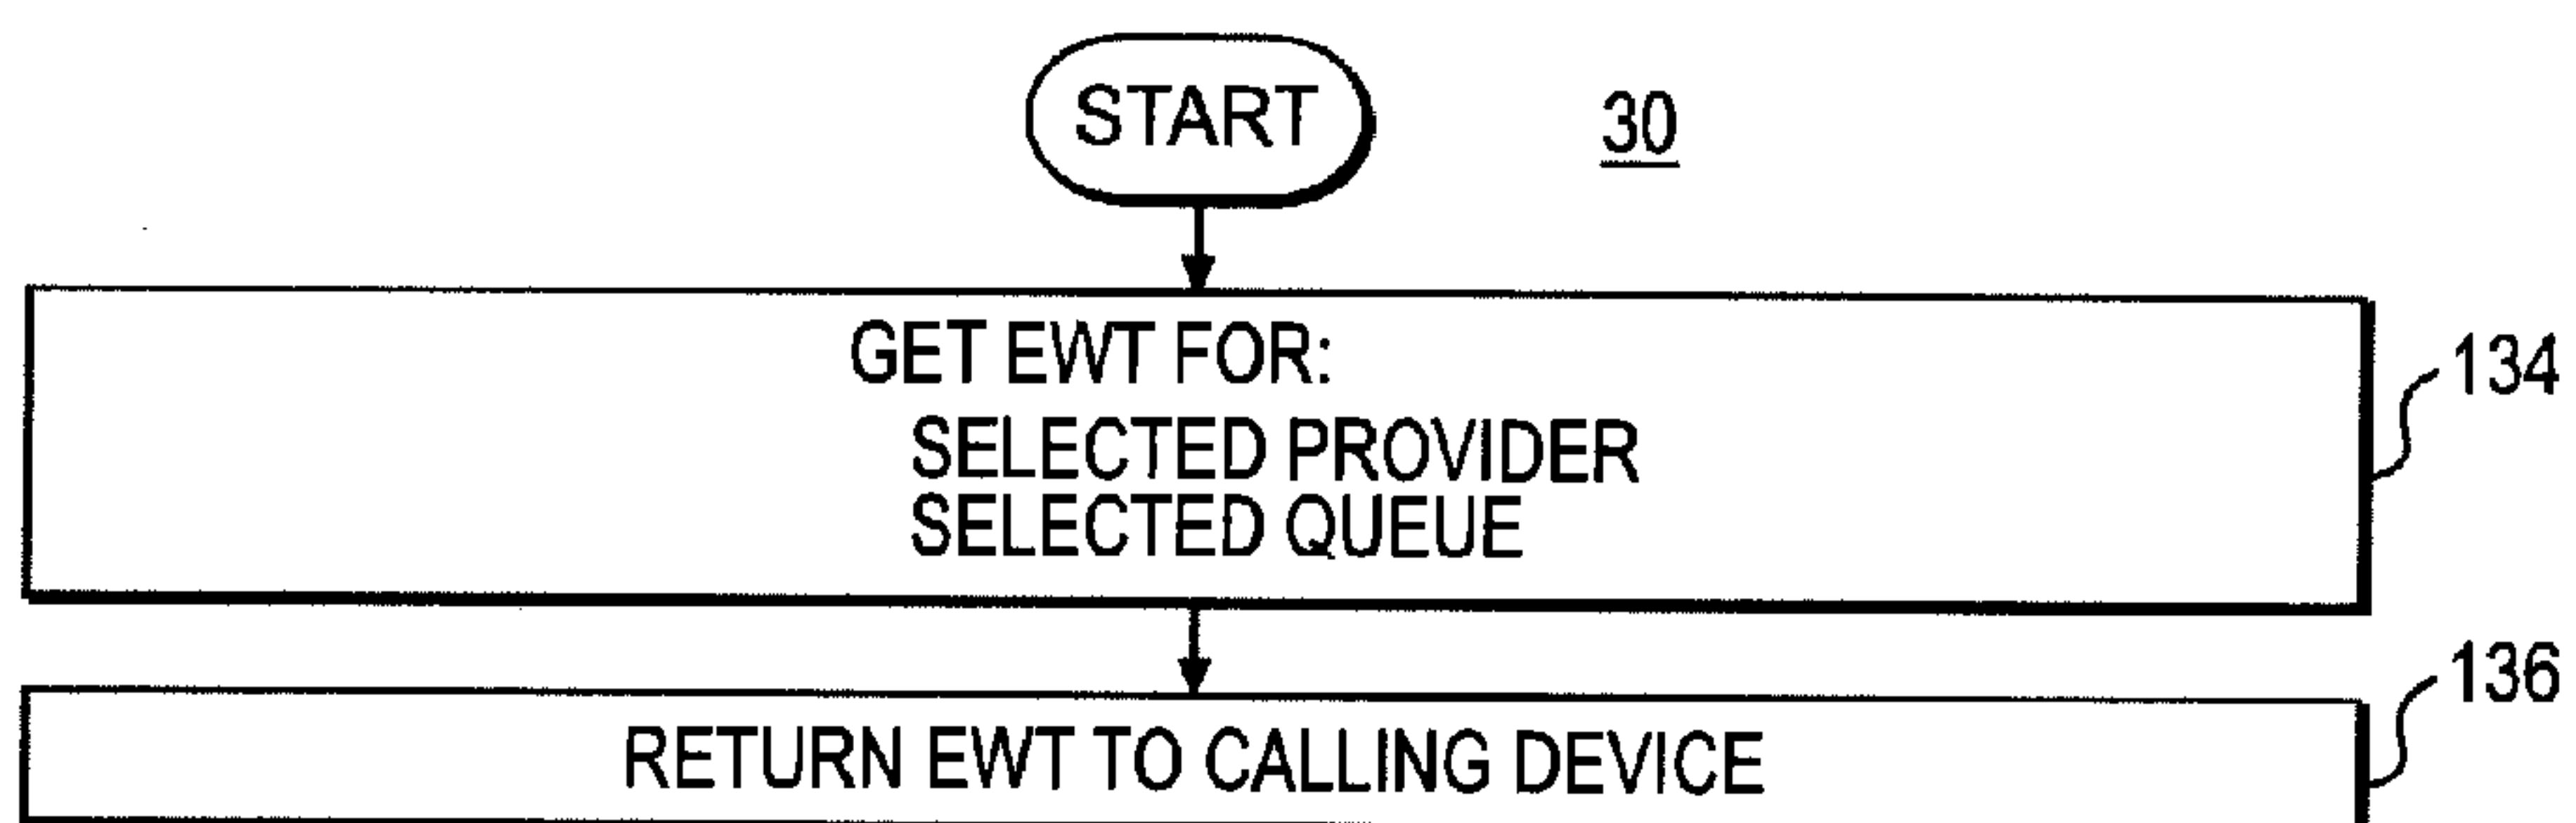 START
30
GET EWT FOR:
SELECTED PROVIDER
SELECTED QUEUE
134
RETURN EWT TO CALLING DEVICE
136